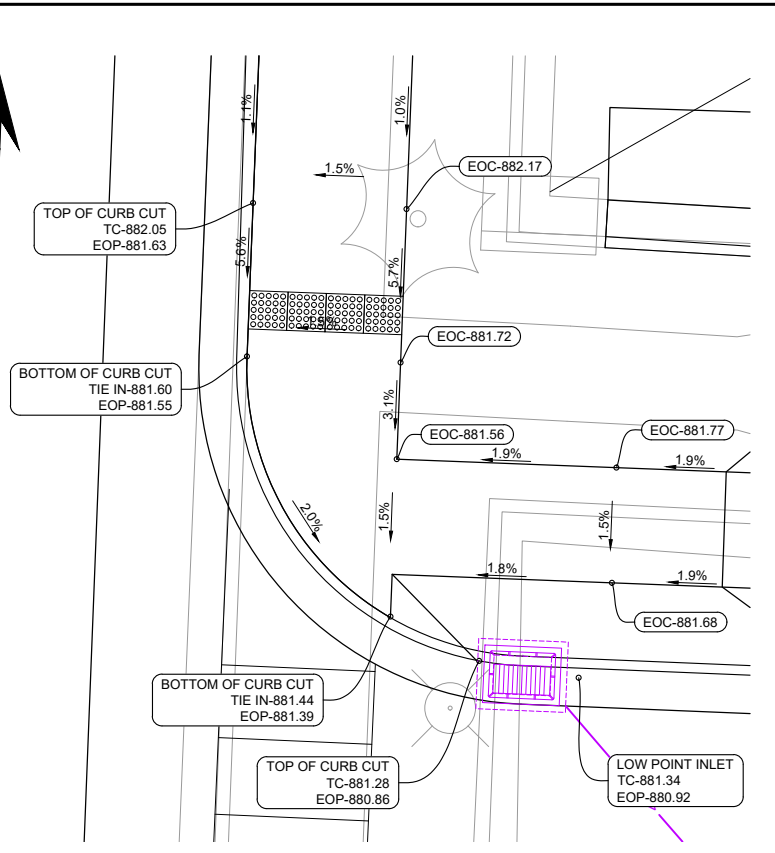 1.1%
1.0%
1.5%
EOC-882.17
TOP OF CURB CUT
TC-882.05
EOP-881.63
5.6%
5.7%
EOC-881.72
BOTTOM OF CURB CUT
TIE IN-881.60
EOP-881.55
3.1%
EOC-881.56
EOC-881.77
1.9%
1.9%
2.0%
1.5%
1.5%
1.8%
1.9%
EOC-881.68
BOTTOM OF CURB CUT
TIE IN-881.44
EOP-881.39
TOP OF CURB CUT
TC-881.28
EOP-880.86
LOW POINT INLET
TC-881.34
EOP-880.92